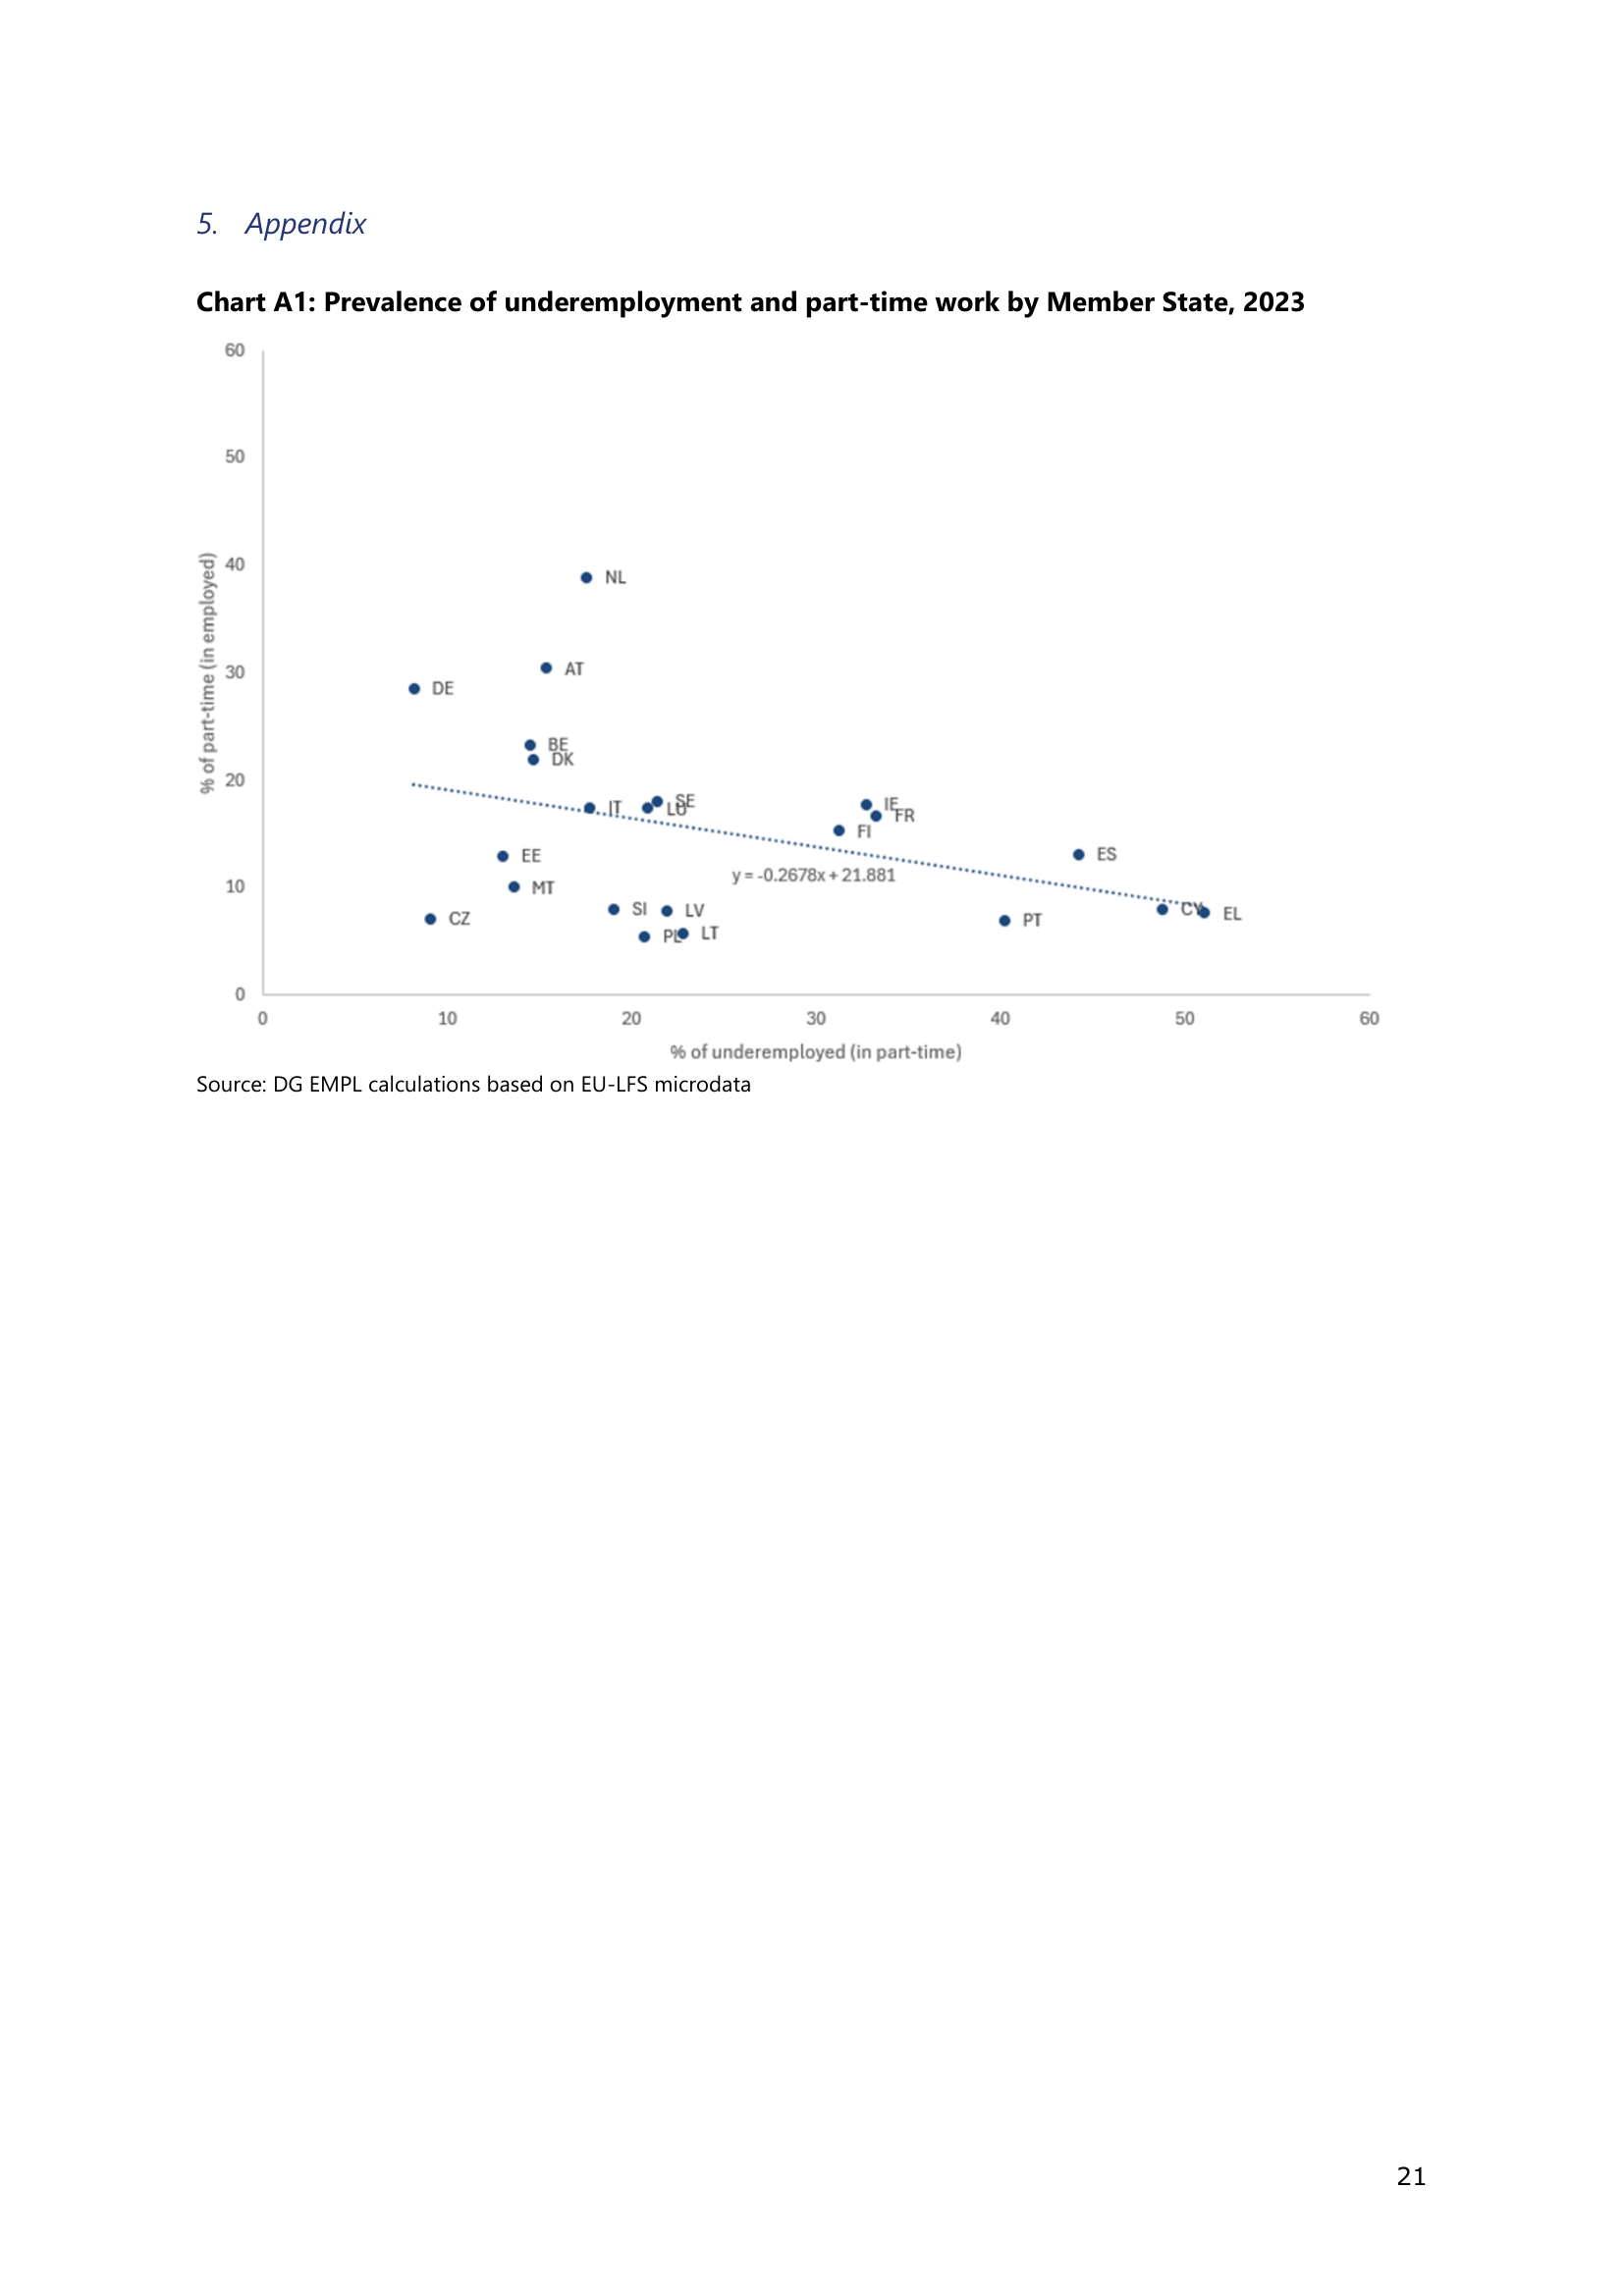 5. Appendix
Chart A1: Prevalence of underemployment and part-time work by Member State, 2023
60
50
40
30
20
10
0
% of part-time (in employed)
NL
AT
DE
BE
DK
SE
IT
LU
IE
FR
FI
EE
ES
y = -0.2678x + 21.881
MT
SI
LV
CY
EL
CZ
PT
PL
LT
0 10 20 30 40 50 60
% of underemployed (in part-time)
Source: DG EMPL calculations based on EU-LFS microdata
21